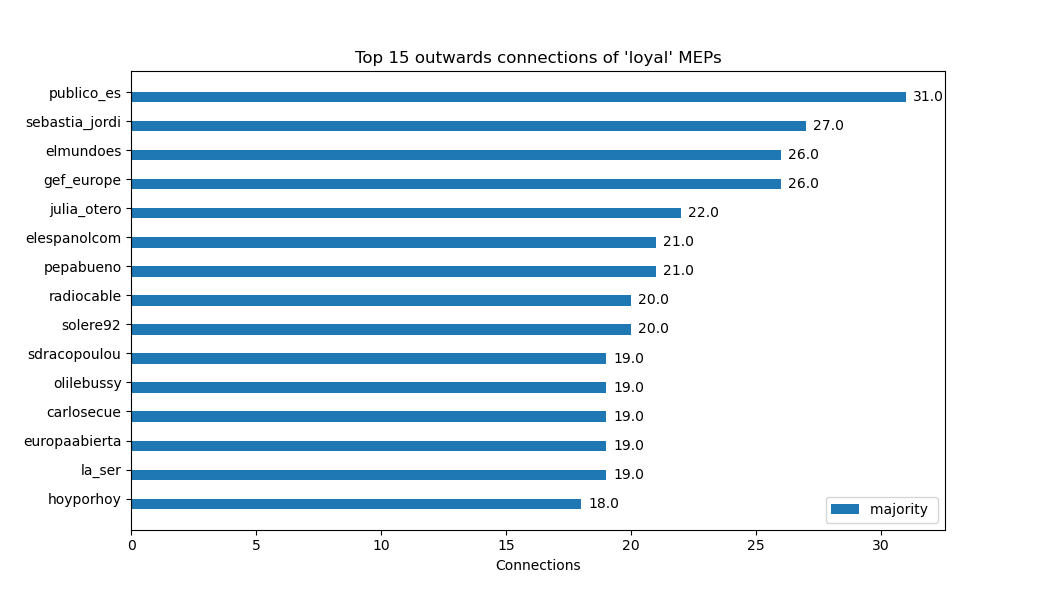 Top 15 outwards connections of 'loyal' MEPs
publico_es 31.0
sebastia_jordi 27.0
elmundoes 26.0
gef_europe 26.0
julia_otero 22.0
elespanolcom 21.0
pepabueno 21.0
radiocable 20.0
solere92 20.0
sdracopoulou 19.0
olilebussy 19.0
carlosecue 19.0
europaabierta 19.0
la_ser 19.0
hoyporhoy 18.0
majority
0 5 10 15 20 25 30
Connections